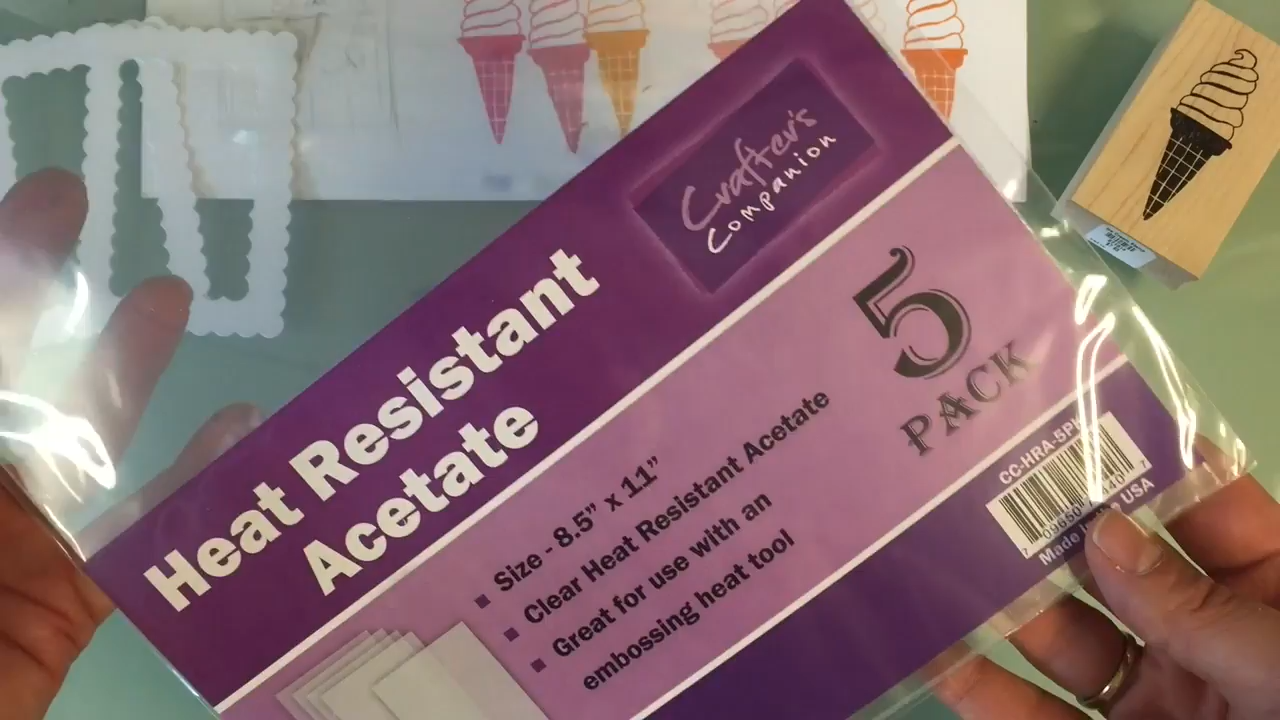 Crafter's
Companion
Heat Resistant
Acetate
5
PACK
Size - 8.5” x 11”
Clear Heat Resistant Acetate
Great for use with an
embossing heat tool
CC-HRA-5PK
Made USA